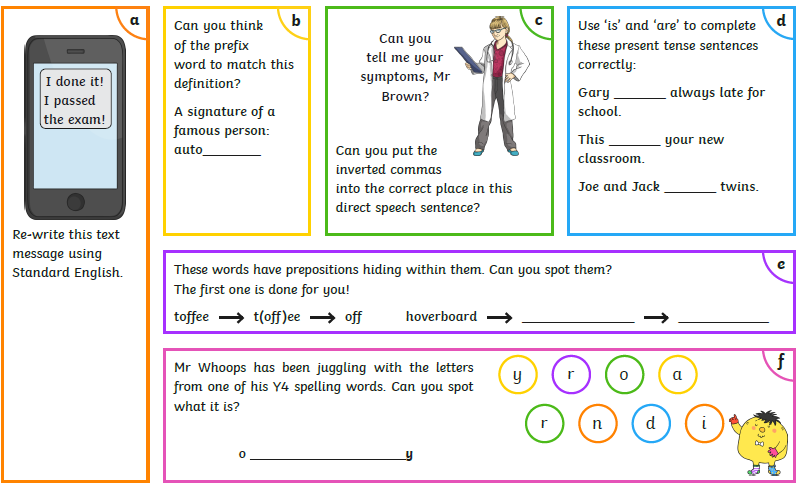 a
I done it!
I passed
the exam!
Re-write this text
message using
Standard English.
b
Can you think
of the prefix
word to match this
definition?
A signature of a
famous person:
auto________
c
Can you
tell me your
symptoms, Mr
Brown?
Can you put the
inverted commas
into the correct place in this
direct speech sentence?
d
Use ‘is’ and ‘are’ to complete
these present tense sentences
correctly:
Gary _______ always late for
school.
This _______ your new
classroom.
Joe and Jack _______ twins.
e
These words have prepositions hiding within them. Can you spot them?
The first one is done for you!
toffee → t(off)ee → off hoverboard → _______________ → ____________
f
Mr Whoops has been juggling with the letters
from one of his Y4 spelling words. Can you spot
what it is?
o _____________________y
y r o a
r n d i